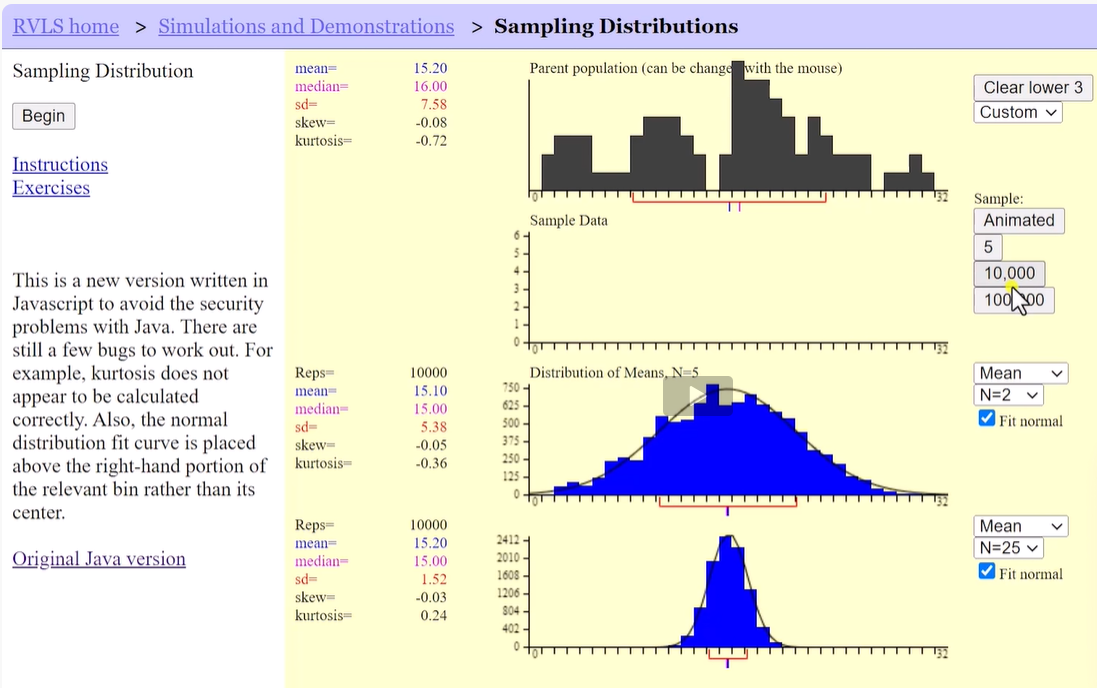 RVLS home > Simulations and Demonstrations > Sampling Distributions
Sampling Distribution
Begin
Instructions
Exercises
This is a new version written in
Javascript to avoid the security
problems with Java. There are
still a few bugs to work out. For
example, kurtosis does not
appear to be calculated
correctly. Also, the normal
distribution fit curve is placed
above the right-hand portion of
the relevant bin rather than its
center.
Original Java version
mean= 15.20
median= 16.00
sd= 7.58
skew= -0.08
kurtosis= -0.72
Parent population (can be change with the mouse)
0 32
Clear lower 3
Custom
Sample Data
6
5
4
3
2
1
0
0 32
Sample:
Animated
5
10,000
Reps= 10000
mean= 15.10
median= 15.00
sd= 5.38
skew= -0.05
kurtosis= -0.36
Distribution of Means, N=5
750
625
500
375
250
125
0
0 32
Mean
N=2
Fit normal
Reps= 10000
mean= 15.20
median= 15.00
sd= 1.52
skew= -0.03
kurtosis= 0.24
2412
2010
1608
1206
804
402
0
0 32
Mean
N=25
Fit normal